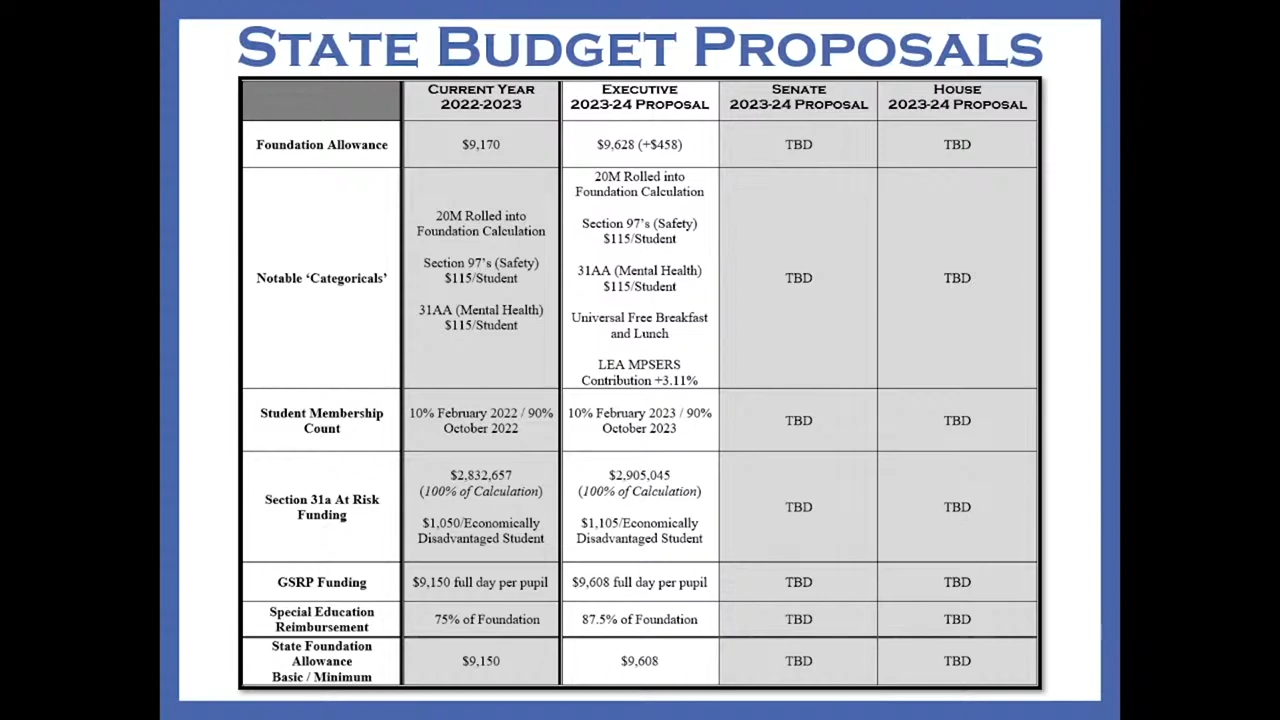 STATE BUDGET PROPOSALS
CURRENT YEAR
2022-2023
EXECUTIVE
2023-24 PROPOSAL
SENATE
2023-24 PROPOSAL
HOUSE
2023-24 PROPOSAL
Foundation Allowance
$9,170
$9,628 (+$458)
TBD
TBD
Notable ‘Categoricals’
20M Rolled into
Foundation Calculation
Section 97’s (Safety)
$115/Student
31AA (Mental Health)
$115/Student
20M Rolled into
Foundation Calculation
Section 97’s (Safety)
$115/Student
31AA (Mental Health)
$115/Student
Universal Free Breakfast
and Lunch
LEA MPSERS
Contribution +3.11%
TBD
TBD
Student Membership
Count
10% February 2022 / 90%
October 2022
10% February 2023 / 90%
October 2023
TBD
TBD
Section 31a At Risk
Funding
$2,832,657
(100% of Calculation)
$1,050/Economically
Disadvantaged Student
$2,905,045
(100% of Calculation)
$1,105/Economically
Disadvantaged Student
TBD
TBD
GSRP Funding
$9,150 full day per pupil
$9,608 full day per pupil
TBD
TBD
Special Education
Reimbursement
75% of Foundation
87.5% of Foundation
TBD
TBD
State Foundation
Allowance
Basic / Minimum
$9,150
$9,608
TBD
TBD